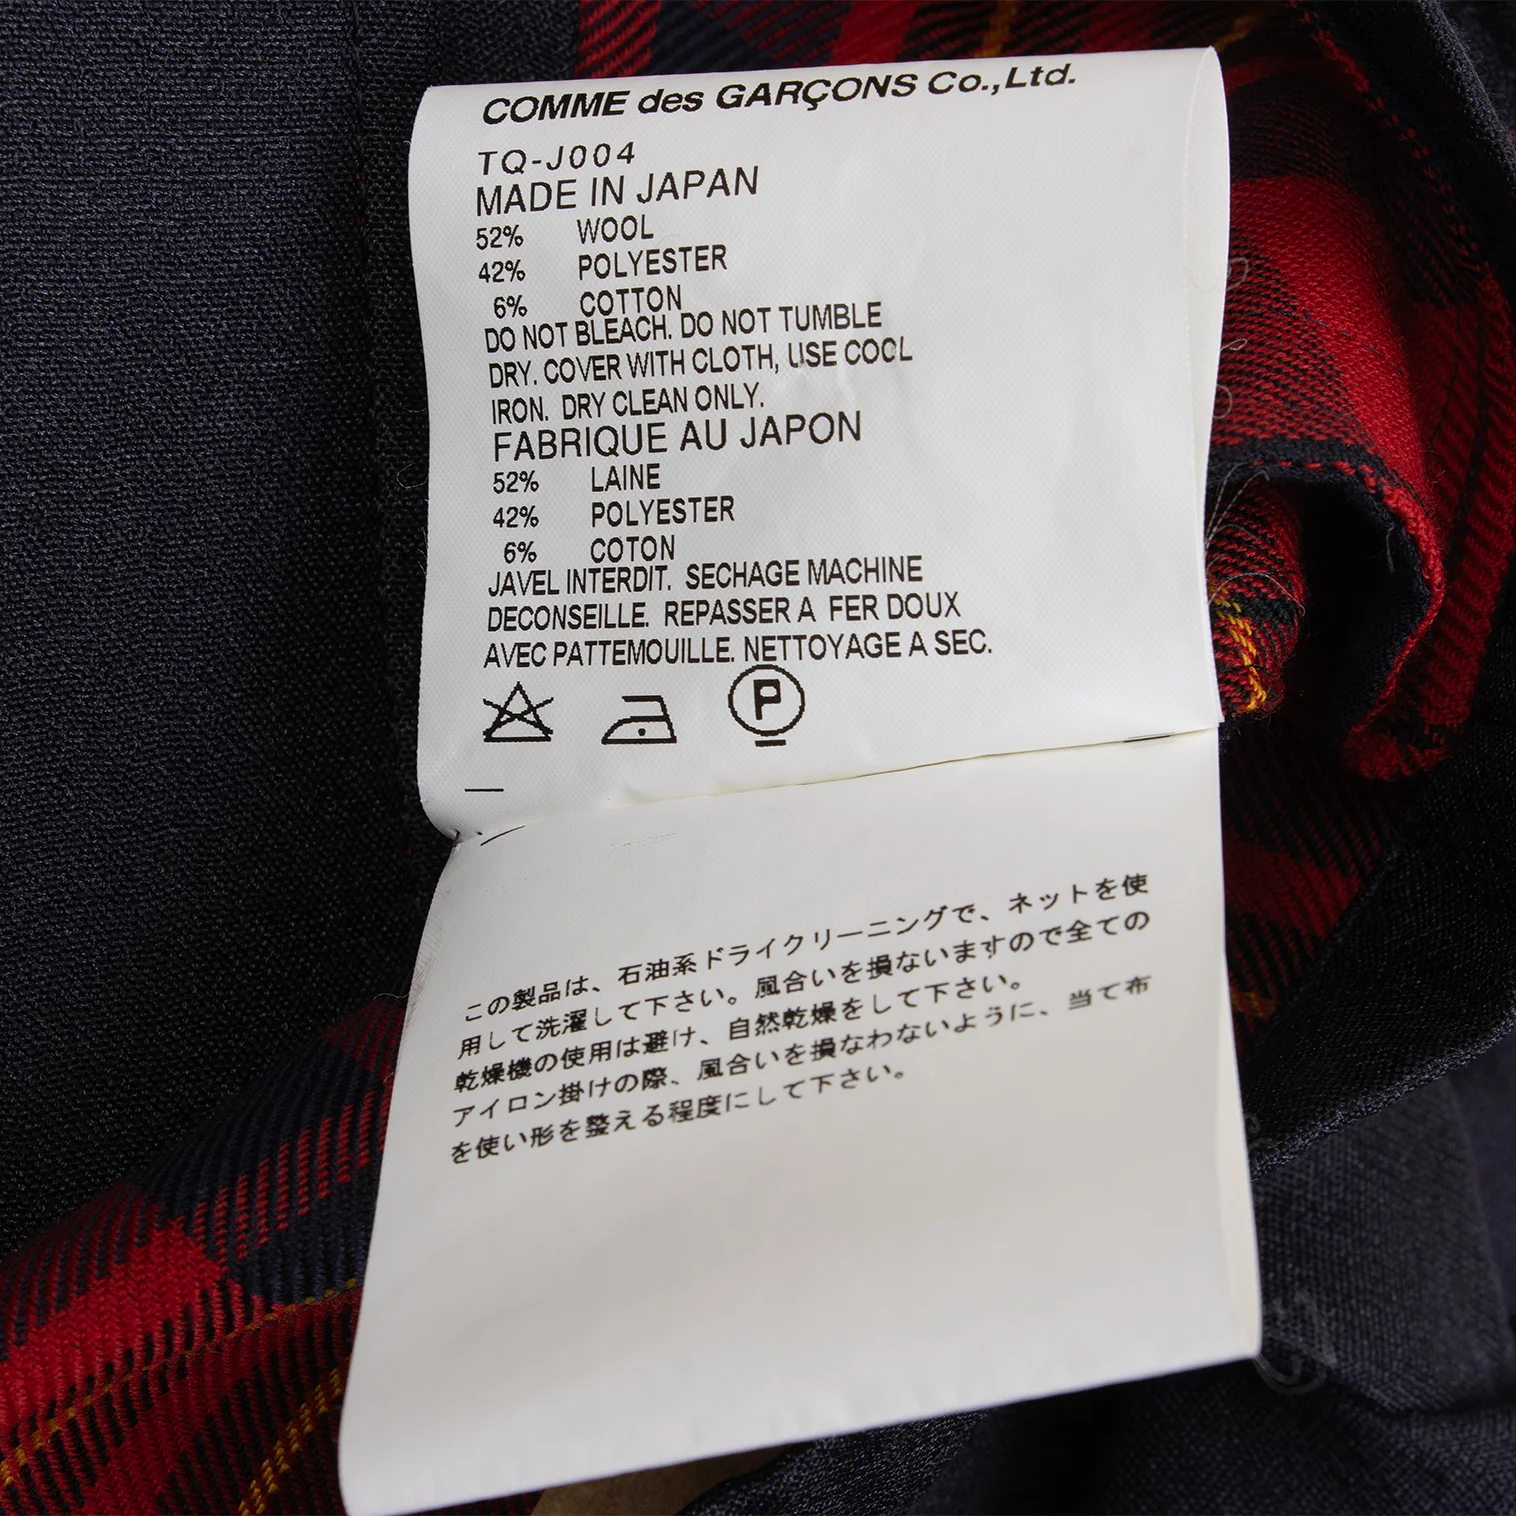 COMME des GARÇONS Co.,Ltd.
TQ-J004
MADE IN JAPAN
52% WOOL
42% POLYESTER
6% COTTON
DO NOT BLEACH. DO NOT TUMBLE
DRY. COVER WITH CLOTH, USE COOL
IRON. DRY CLEAN ONLY.
FABRIQUE AU JAPON
52% LAINE
42% POLYESTER
6% COTON
JAVEL INTERDIT. SECHAGE MACHINE
DECONSEILLE. REPASSER A FER DOUX
AVEC PATTEMOUILLE. NETTOYAGE A SEC.
P
この製品は、石油系ドライクリーニングで、ネットを使
用して洗濯して下さい。風合いを損ないますので全ての
乾燥機の使用は避け、自然乾燥をして下さい。
アイロン掛けの際、風合いを損なわないように、当て布
を使い形を整える程度にして下さい。